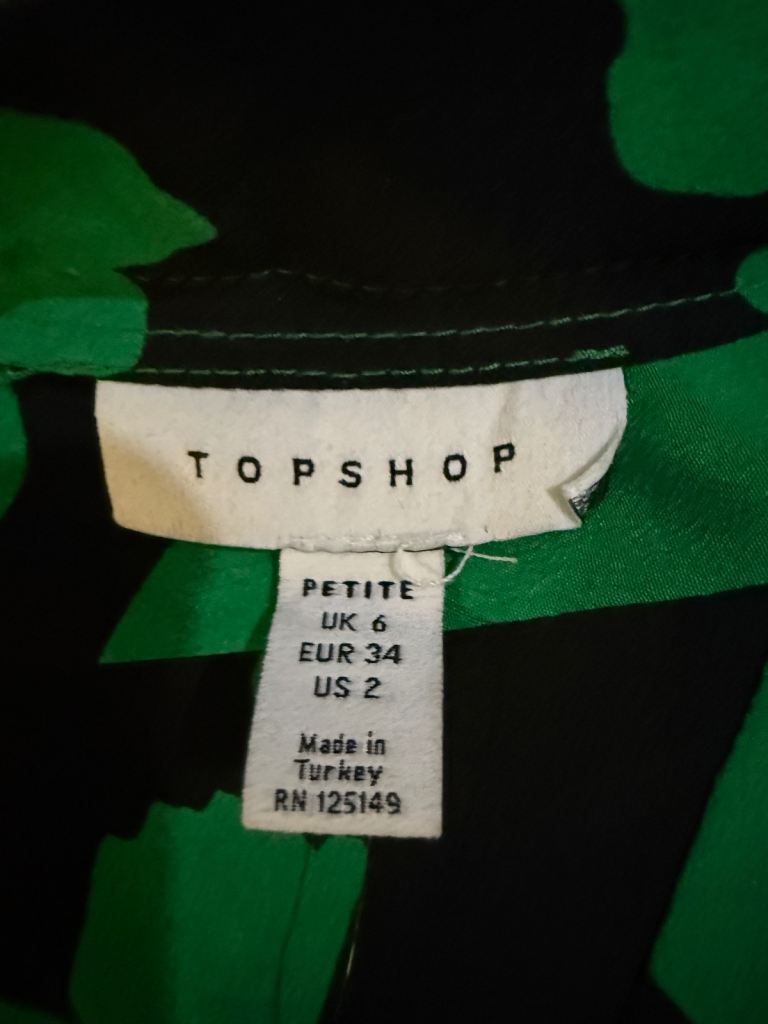 TOPSHOP
PETITE
UK 6
EUR 34
US 2
Made in
Turkey
RN 125149